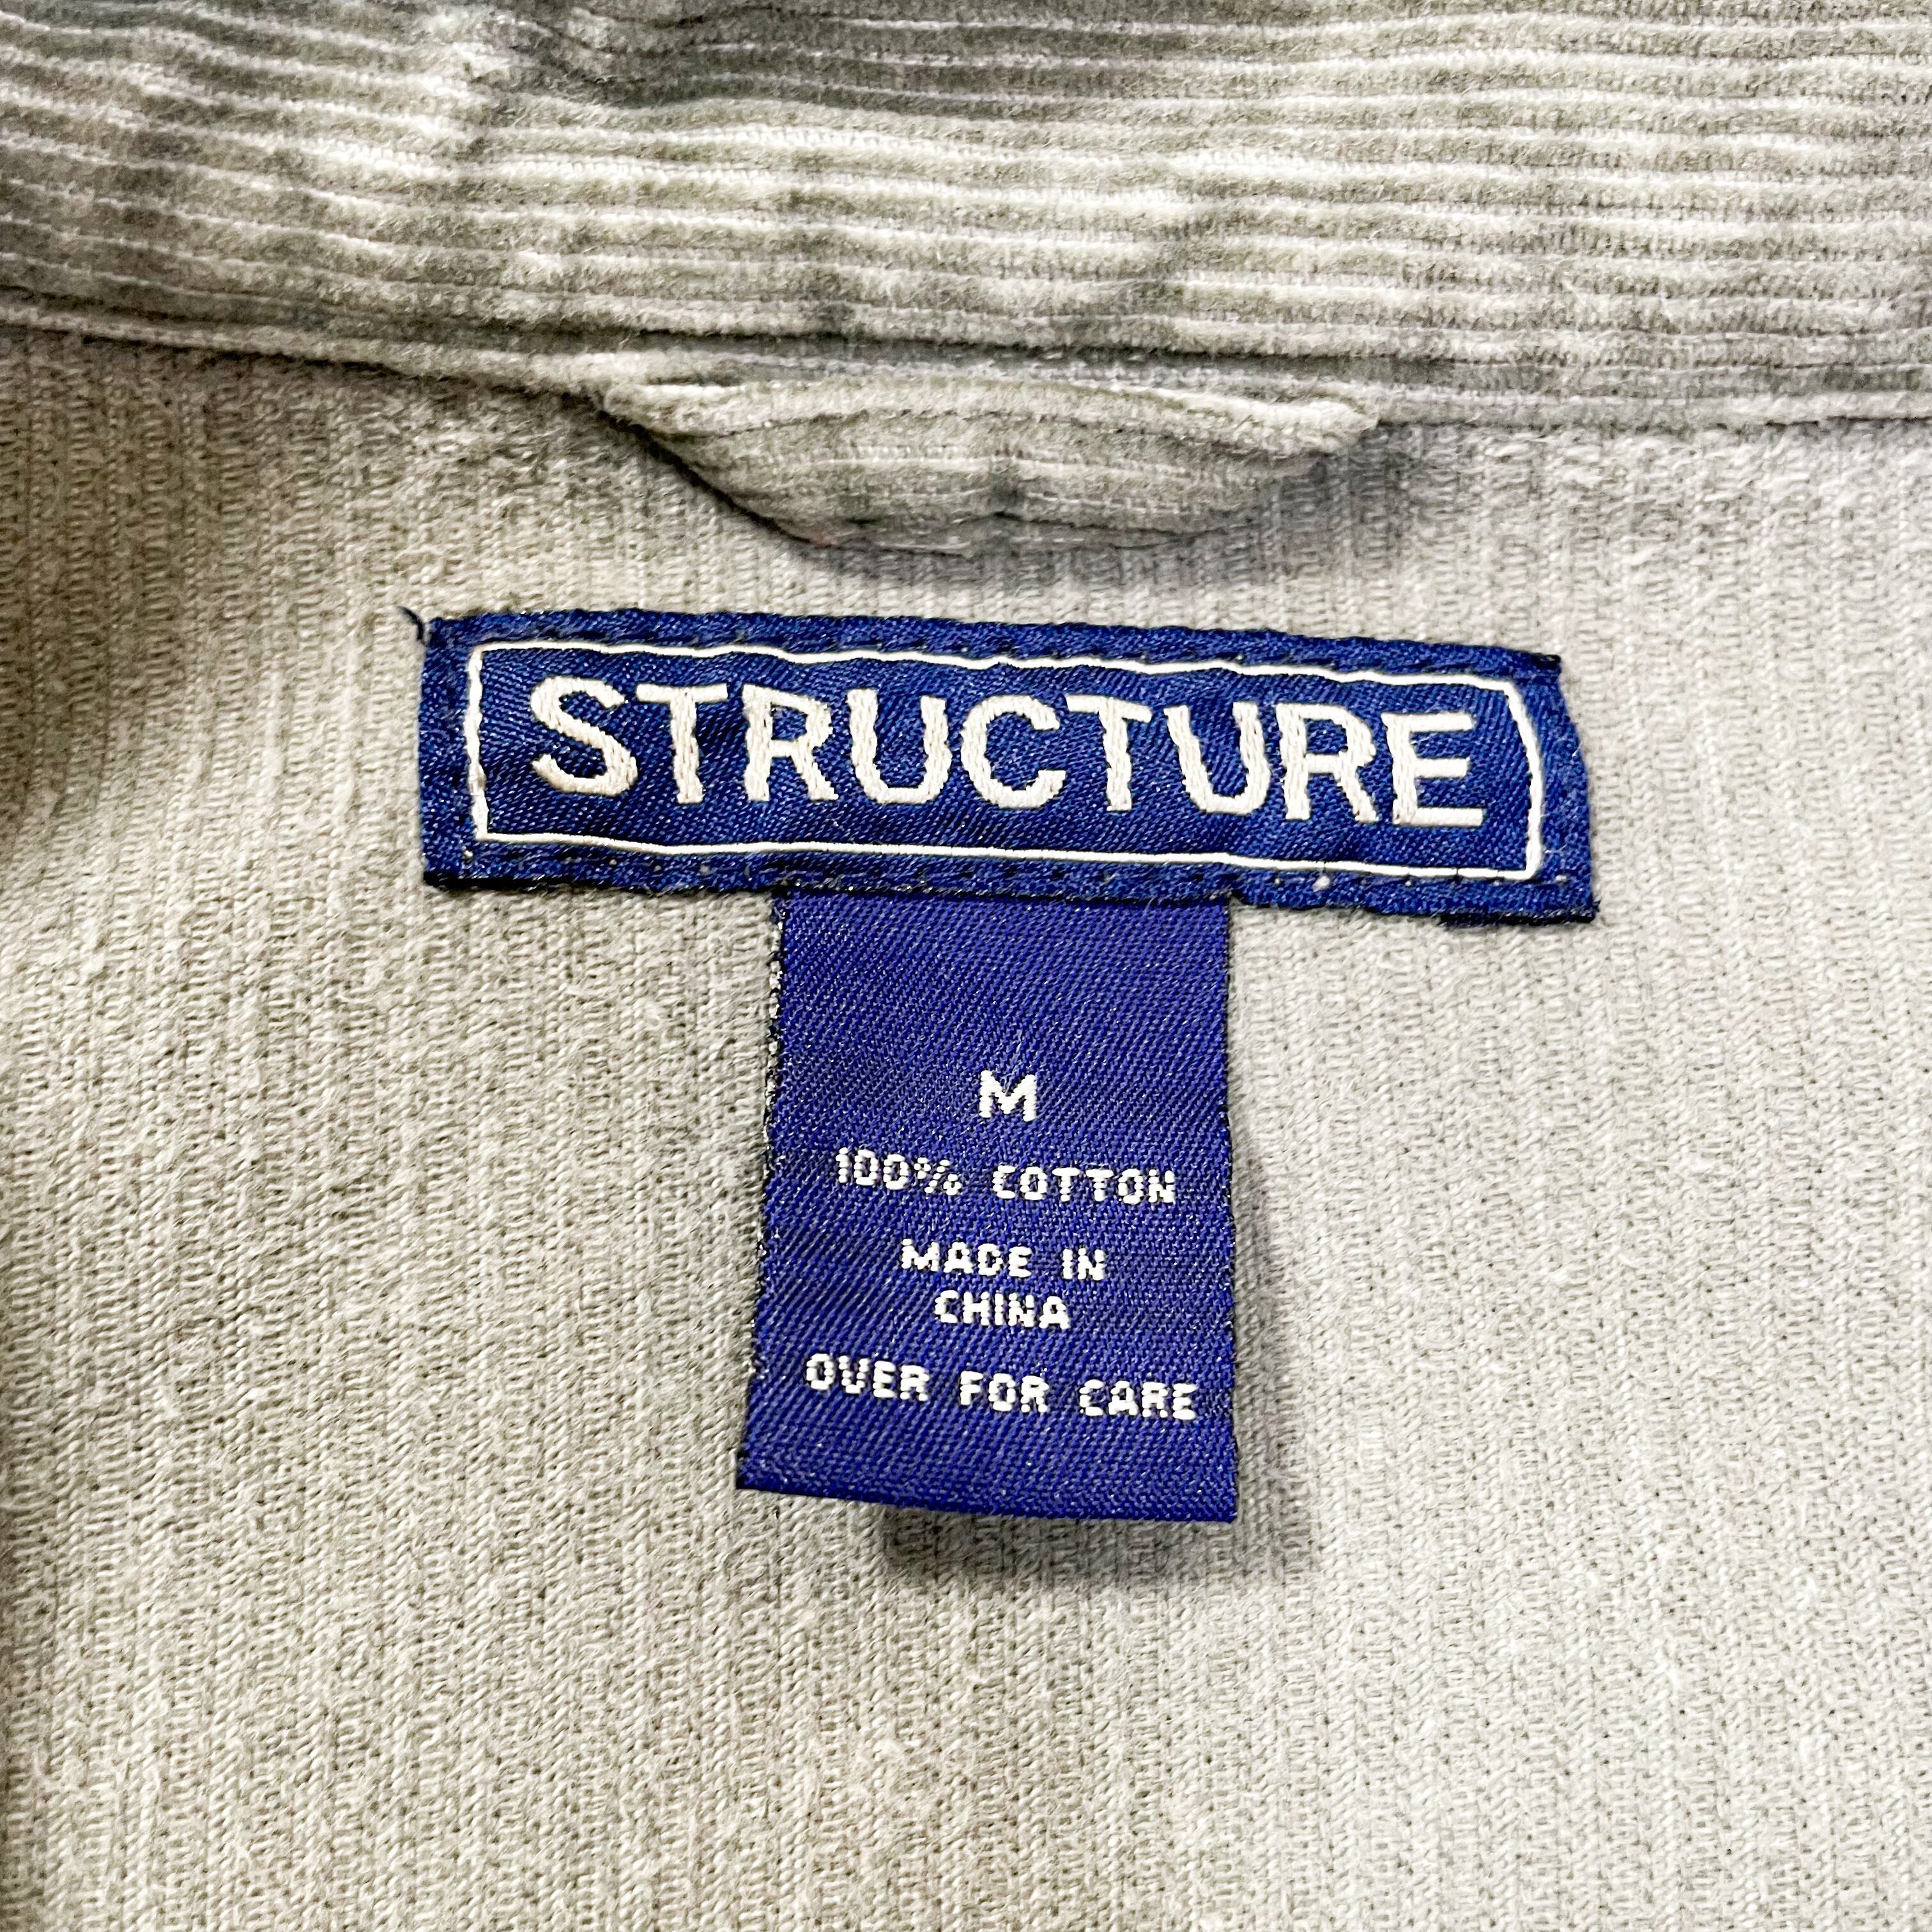 STRUCTURE
M
100% COTTON
MADE IN
CHINA
OVER FOR CARE